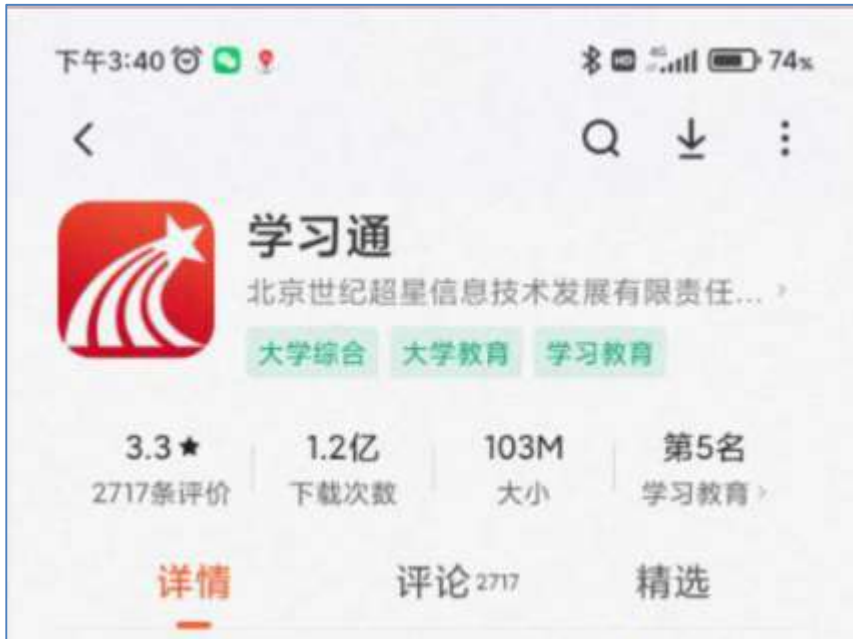 下午3:40
HD 4G 74%
学习通
北京世纪超星信息技术发展有限责任...
大学综合 大学教育 学习教育
3.3★ 1.2亿 103M 第5名
2717条评价 下载次数 大小 学习教育
详情 评论2717 精选